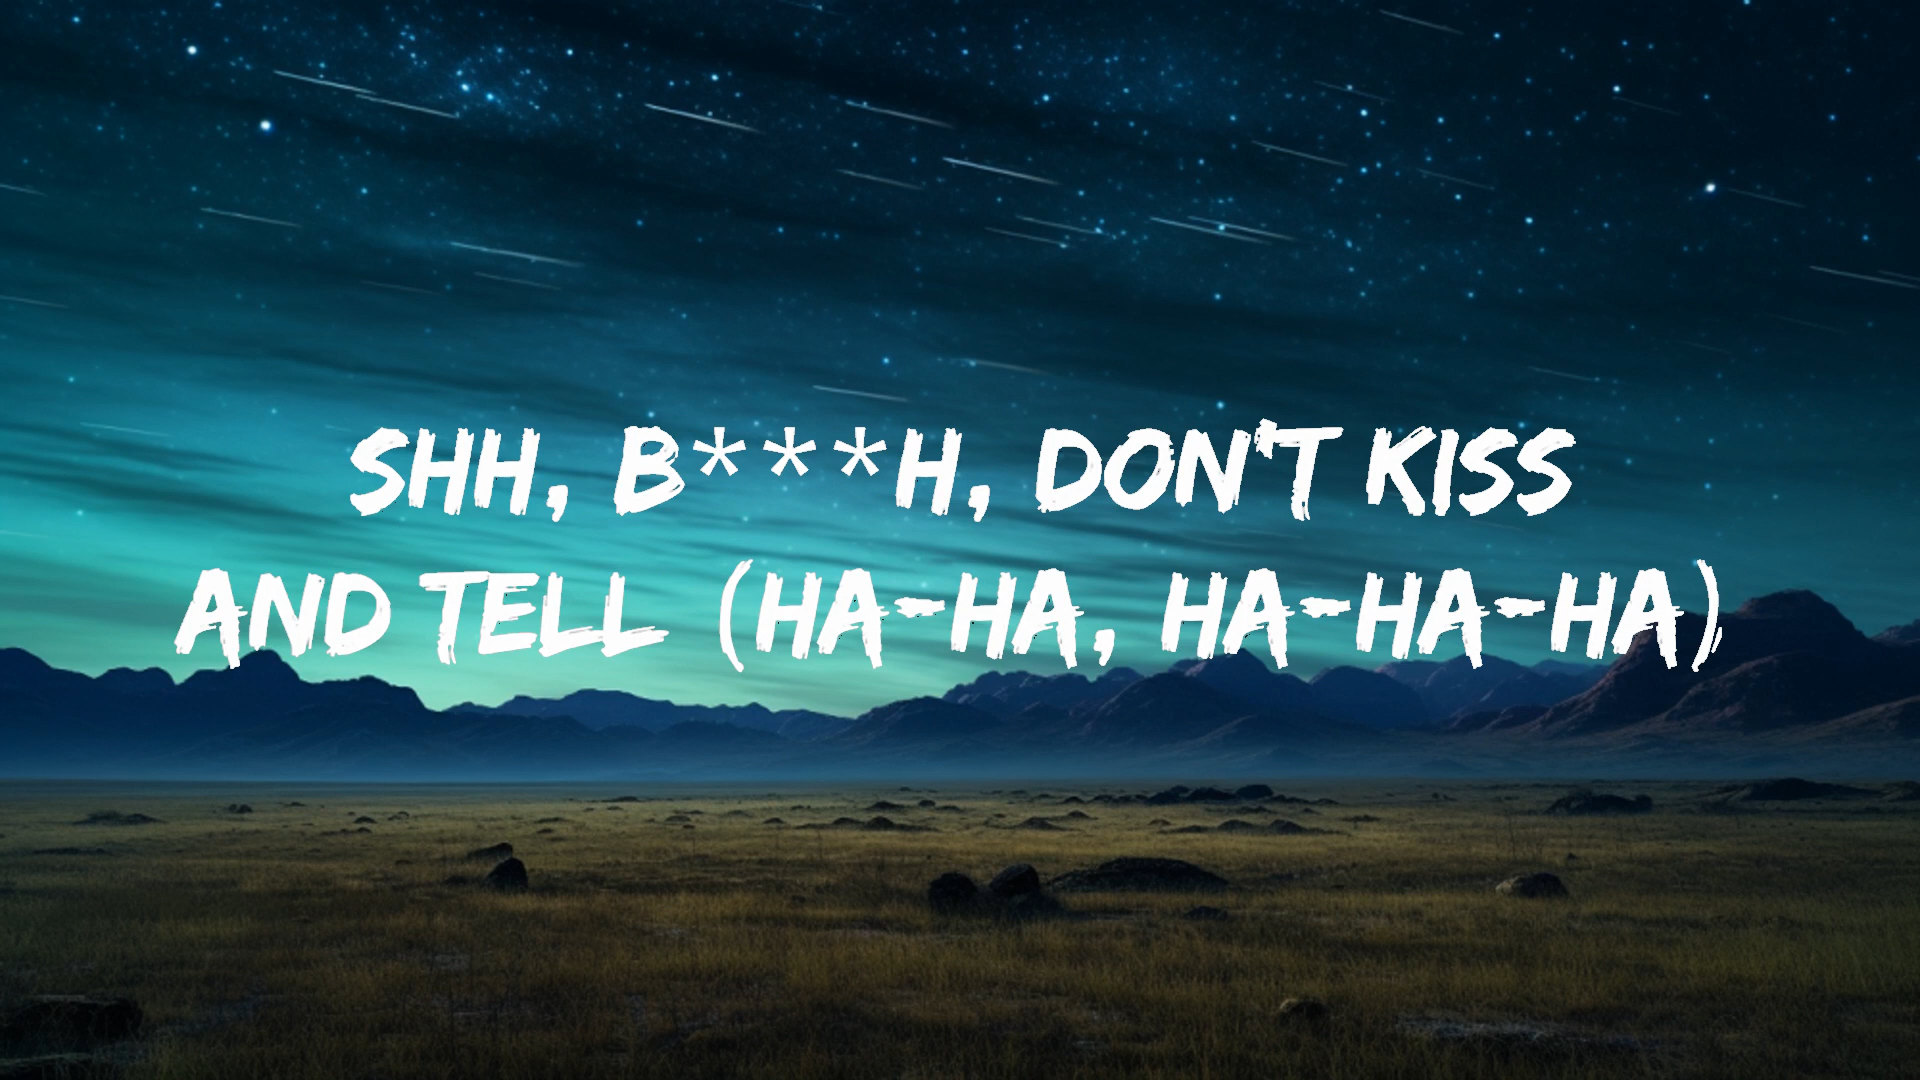 SHH, B***H, DON'T KISS
AND TELL (HA-HA, HA-HA-HA)